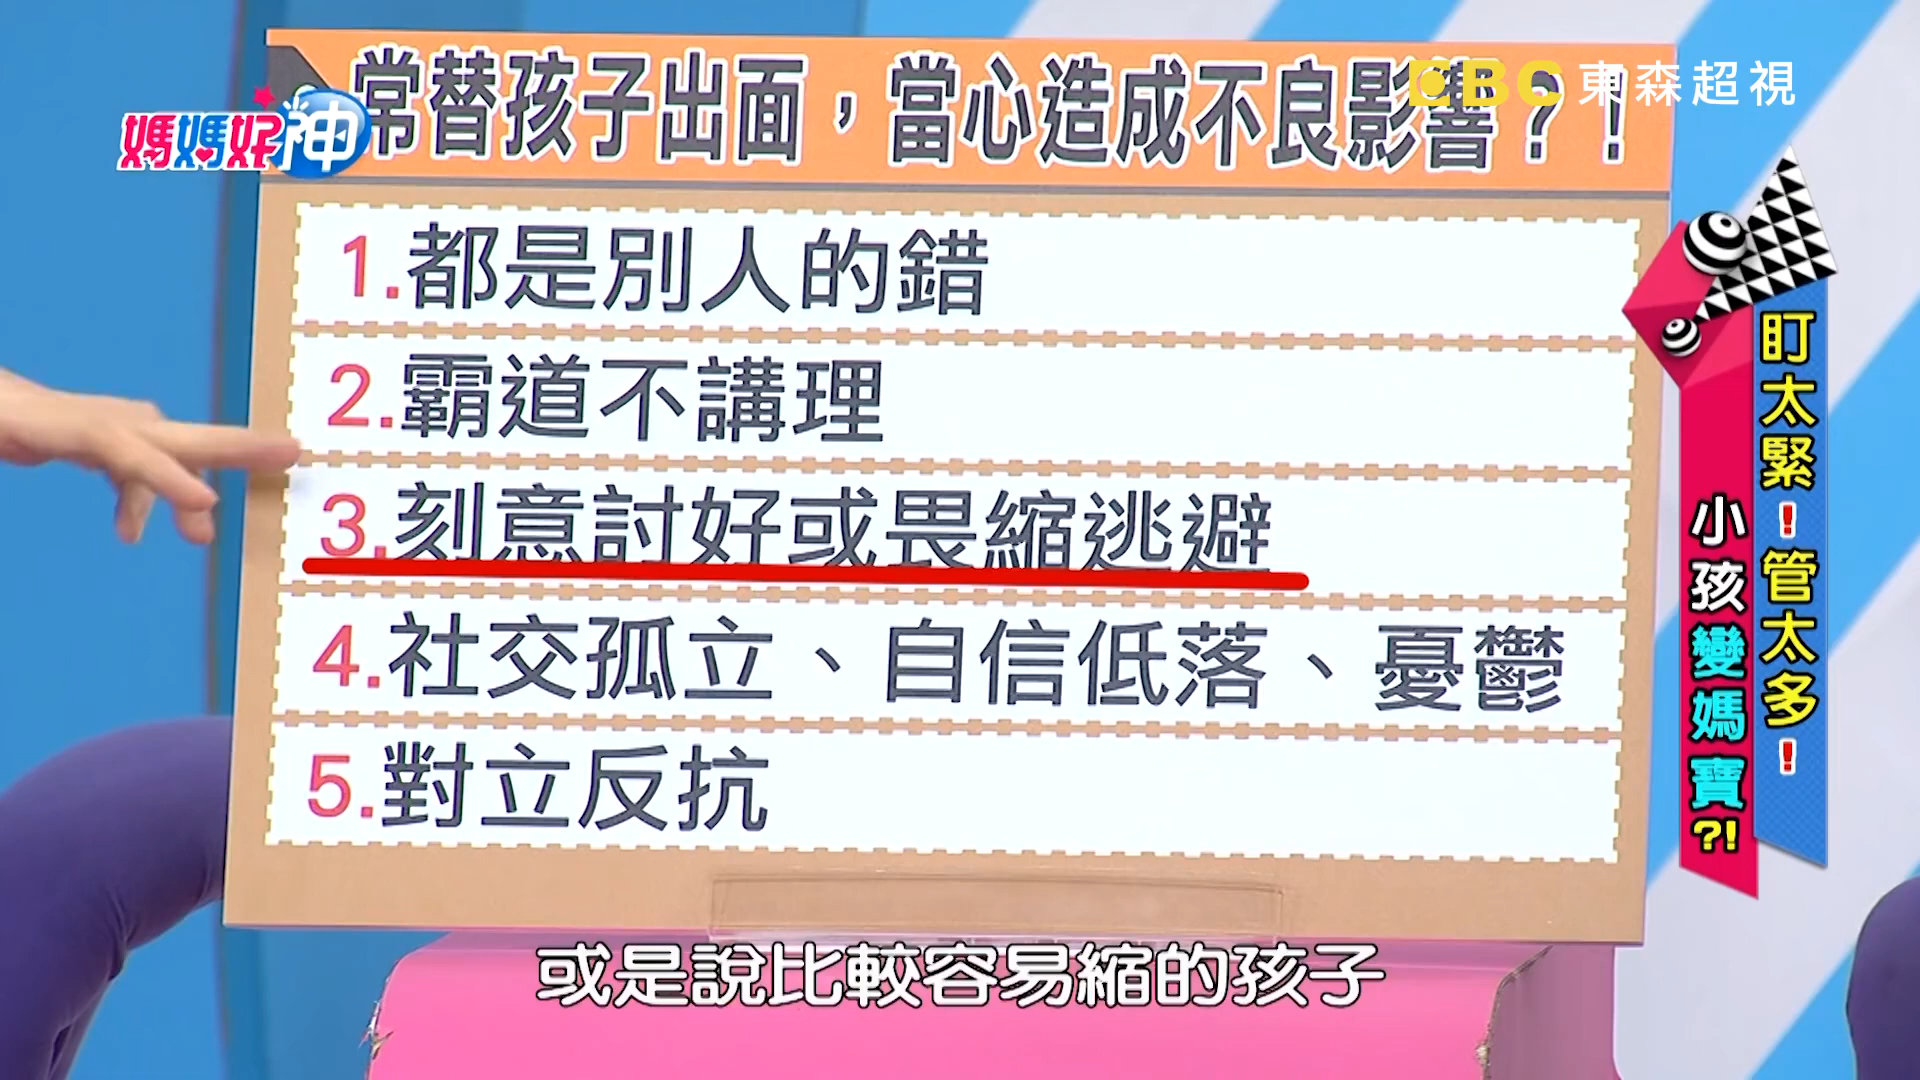 常替孩子出面，當心造成不良影響？！
EBC 東森超視
媽媽好神
1.都是別人的錯
2.霸道不講理
3.刻意討好或畏縮逃避
4.社交孤立、自信低落、憂鬱
5.對立反抗
盯太緊！管太多！
小孩變媽寶?!
或是說比較容易縮的孩子